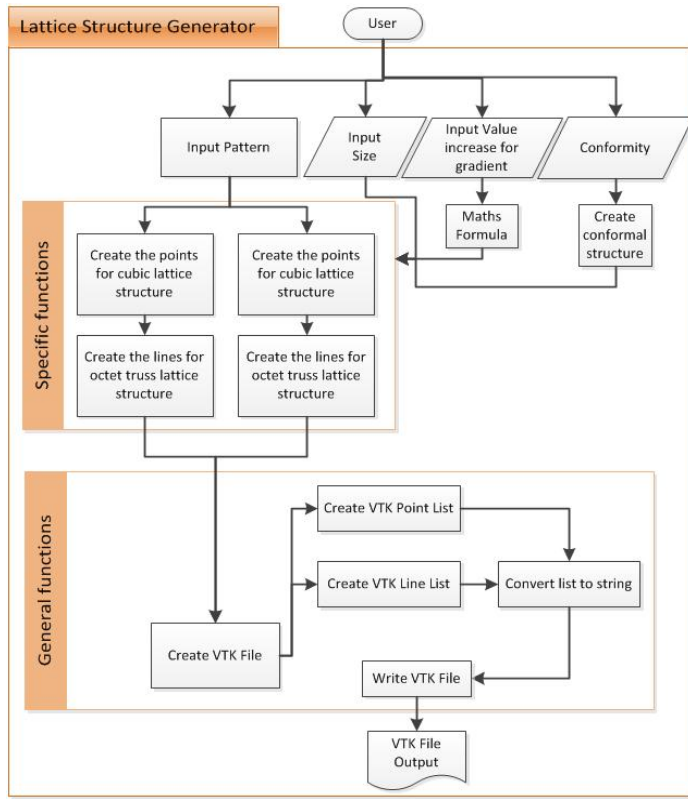 Lattice Structure Generator
User
Input Pattern
Input
Size
Input Value
increase for
gradient
Conformity
Maths
Formula
Create
conformal
structure
Specific functions
Create the points
for cubic lattice
structure
Create the points
for cubic lattice
structure
Create the lines for
octet truss lattice
structure
Create the lines for
octet truss lattice
structure
General functions
Create VTK Point List
Create VTK Line List
Convert list to string
Create VTK File
Write VTK File
VTK File
Output